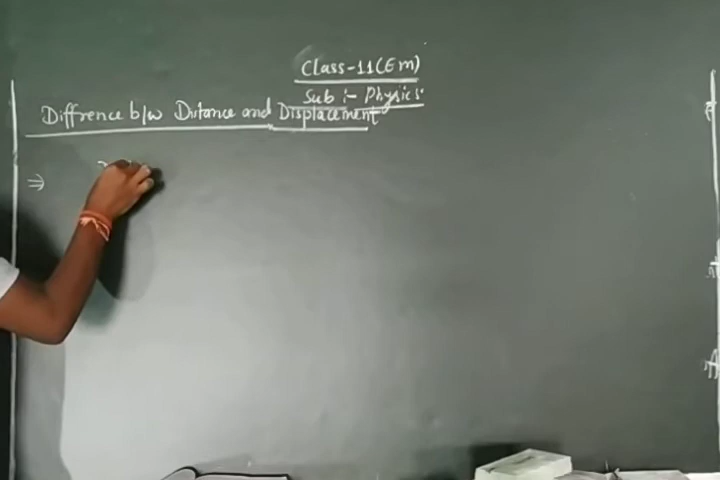 Class-11(Em)
Sub :- Physics
Diffrence b/w Distance and Displacement
⇒